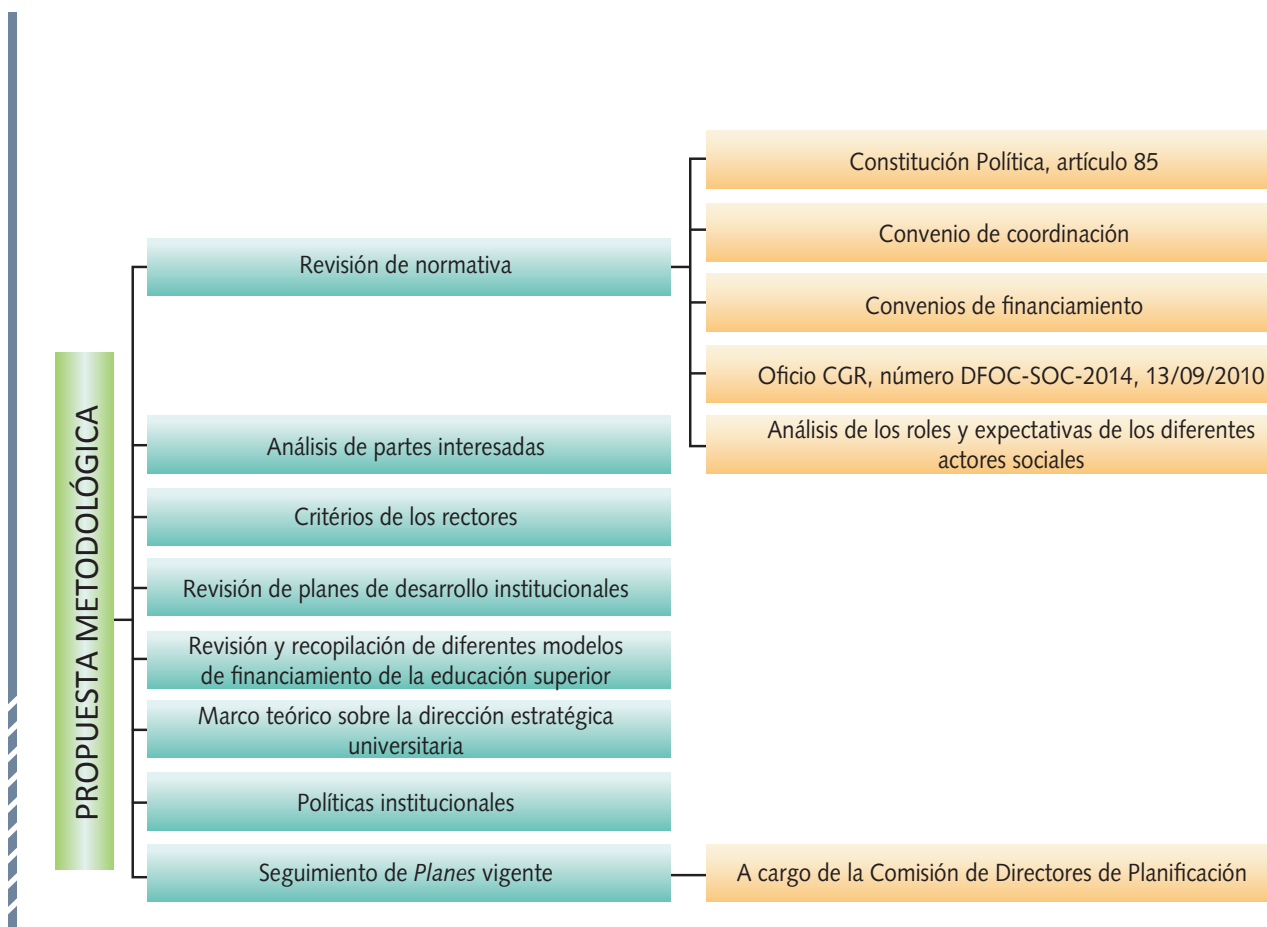 PROPUESTA METODOLÓGICA
Revisión de normativa
Constitución Política, artículo 85
Convenio de coordinación
Convenios de financiamiento
Oficio CGR, número DFOC-SOC-2014, 13/09/2010
Análisis de los roles y expectativas de los diferentes
actores sociales
Análisis de partes interesadas
Critérios de los rectores
Revisión de planes de desarrollo institucionales
Revisión y recopilación de diferentes modelos
de financiamiento de la educación superior
Marco teórico sobre la dirección estratégica
universitaria
Políticas institucionales
Seguimiento de Planes vigente
A cargo de la Comisión de Directores de Planificación